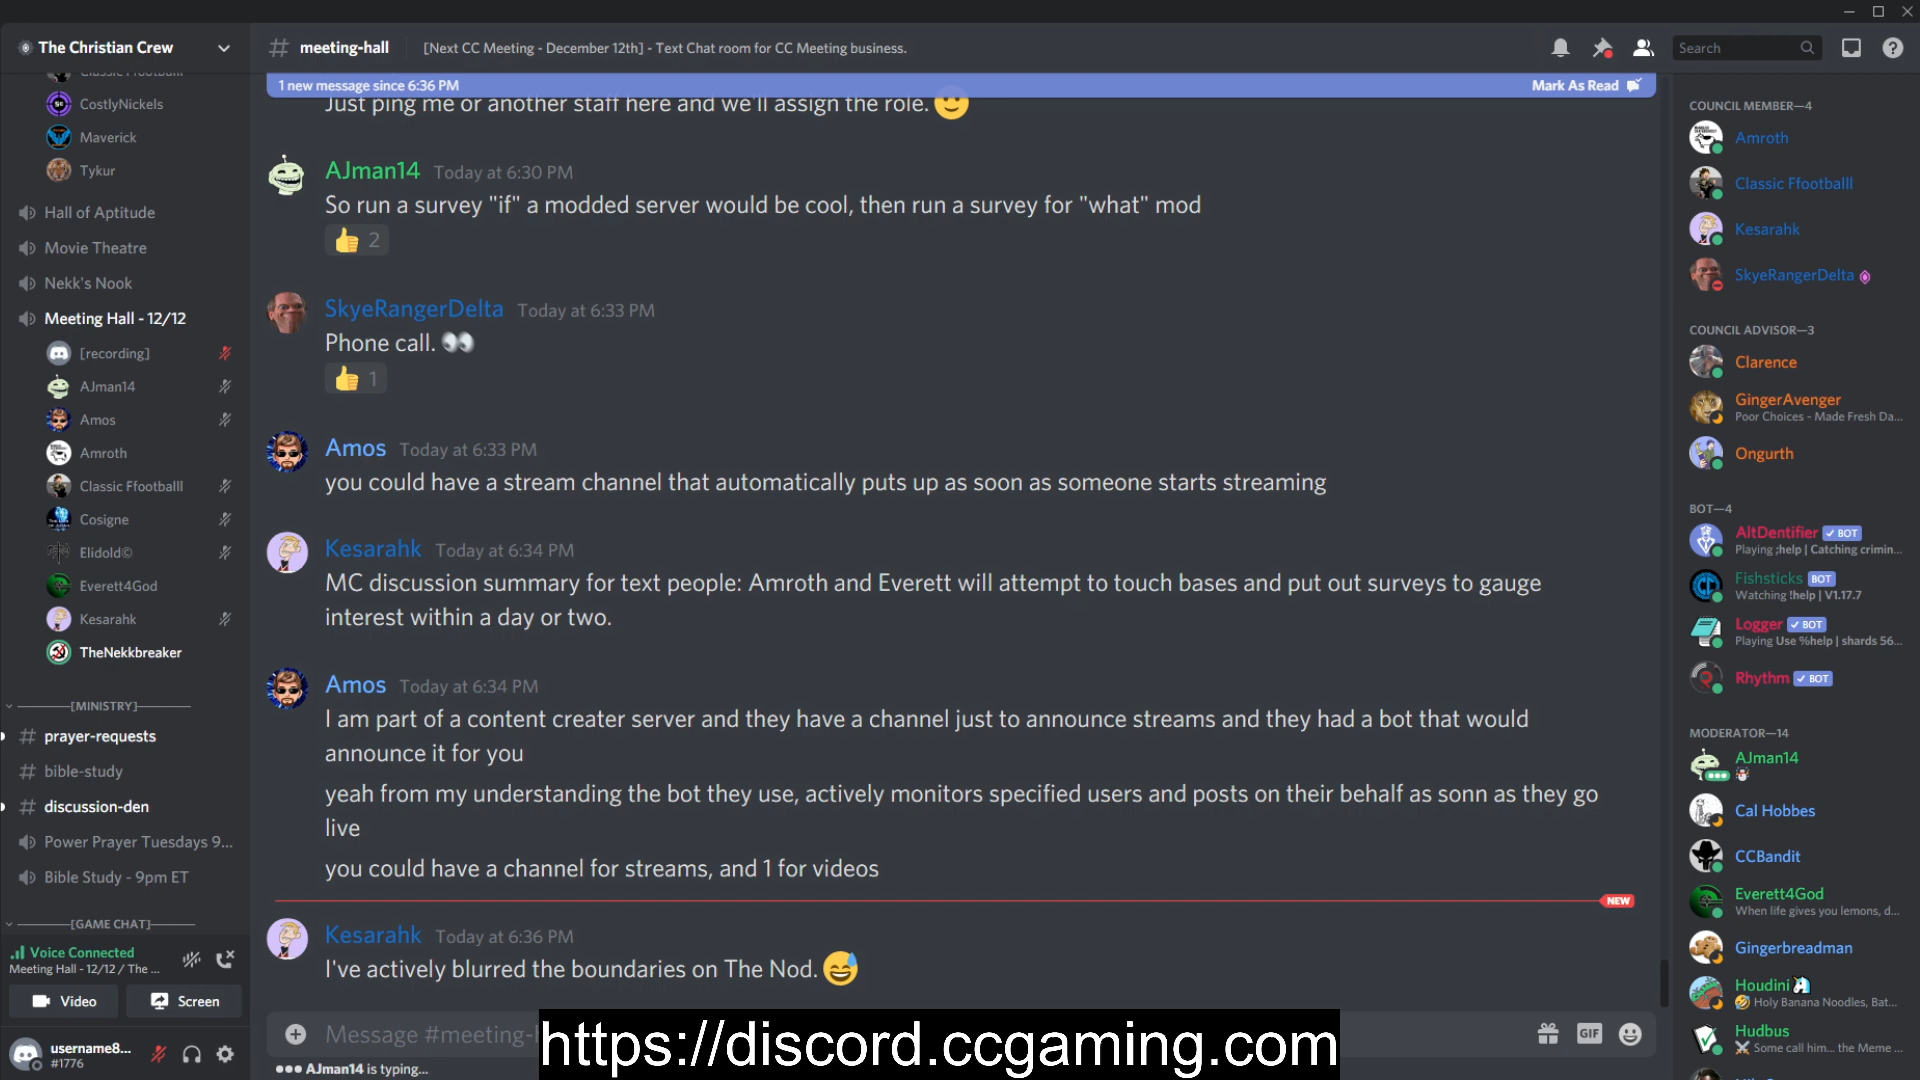 The Christian Crew
Classic Ffootballl
CostlyNickels
Maverick
Tykur
Hall of Aptitude
Movie Theatre
Nekk's Nook
Meeting Hall - 12/12
[recording]
AJman14
Amos
Amroth
Classic Ffootballl
Cosigne
Elidold©
Everett4God
Kesarahk
TheNekkbreaker
[MINISTRY]
prayer-requests
bible-study
discussion-den
Power Prayer Tuesdays 9...
Bible Study - 9pm ET
[GAME CHAT]
Voice Connected
Meeting Hall - 12/12 / The ...
Video
Screen
username8...
#1776
# meeting-hall
[Next CC Meeting - December 12th] - Text Chat room for CC Meeting business.
Search
1 new message since 6:36 PM
Mark As Read
Just ping me or another staff here and we'll assign the role. 🙂
AJman14 Today at 6:30 PM
So run a survey "if" a modded server would be cool, then run a survey for "what" mod
👍 2
SkyeRangerDelta Today at 6:33 PM
Phone call. 👀
👍 1
Amos Today at 6:33 PM
you could have a stream channel that automatically puts up as soon as someone starts streaming
Kesarahk Today at 6:34 PM
MC discussion summary for text people: Amroth and Everett will attempt to touch bases and put out surveys to gauge
interest within a day or two.
Amos Today at 6:34 PM
I am part of a content creater server and they have a channel just to announce streams and they had a bot that would
announce it for you
yeah from my understanding the bot they use, actively monitors specified users and posts on their behalf as sonn as they go
live
you could have a channel for streams, and 1 for videos
NEW
Kesarahk Today at 6:36 PM
I've actively blurred the boundaries on The Nod. 😅
Message #meeting-
GIF
https://discord.ccgaming.com
AJman14 is typing...
COUNCIL MEMBER—4
Amroth
Classic Ffootballl
Kesarahk
SkyeRangerDelta
COUNCIL ADVISOR—3
Clarence
GingerAvenger
Poor Choices - Made Fresh Da...
Ongurth
BOT—4
AltDentifier ✓ BOT
Playing ;help | Catching crimin...
Fishsticks BOT
Watching !help | V1.17.7
Logger ✓ BOT
Playing Use %help | shards 56...
Rhythm ✓ BOT
MODERATOR—14
AJman14
Cal Hobbes
CCBandit
Everett4God
When life gives you lemons, d...
Gingerbreadman
Houdini
🤣 Holy Banana Noodles, Bat...
Hudbus
⚔ Some call him... the Meme ...